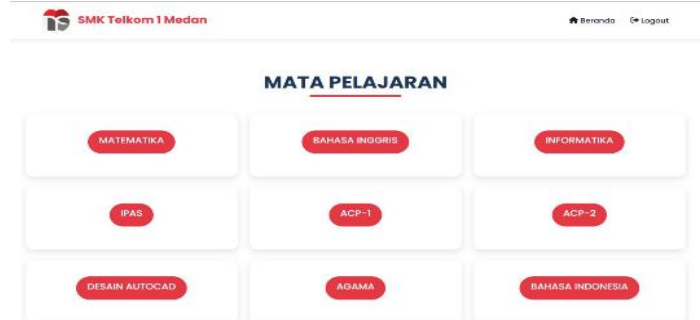 SMK Telkom 1 Medan
Beranda Logout
MATA PELAJARAN
MATEMATIKA
BAHASA INGGRIS
INFORMATIKA
IPAS
ACP-1
ACP-2
DESAIN AUTOCAD
AGAMA
BAHASA INDONESIA